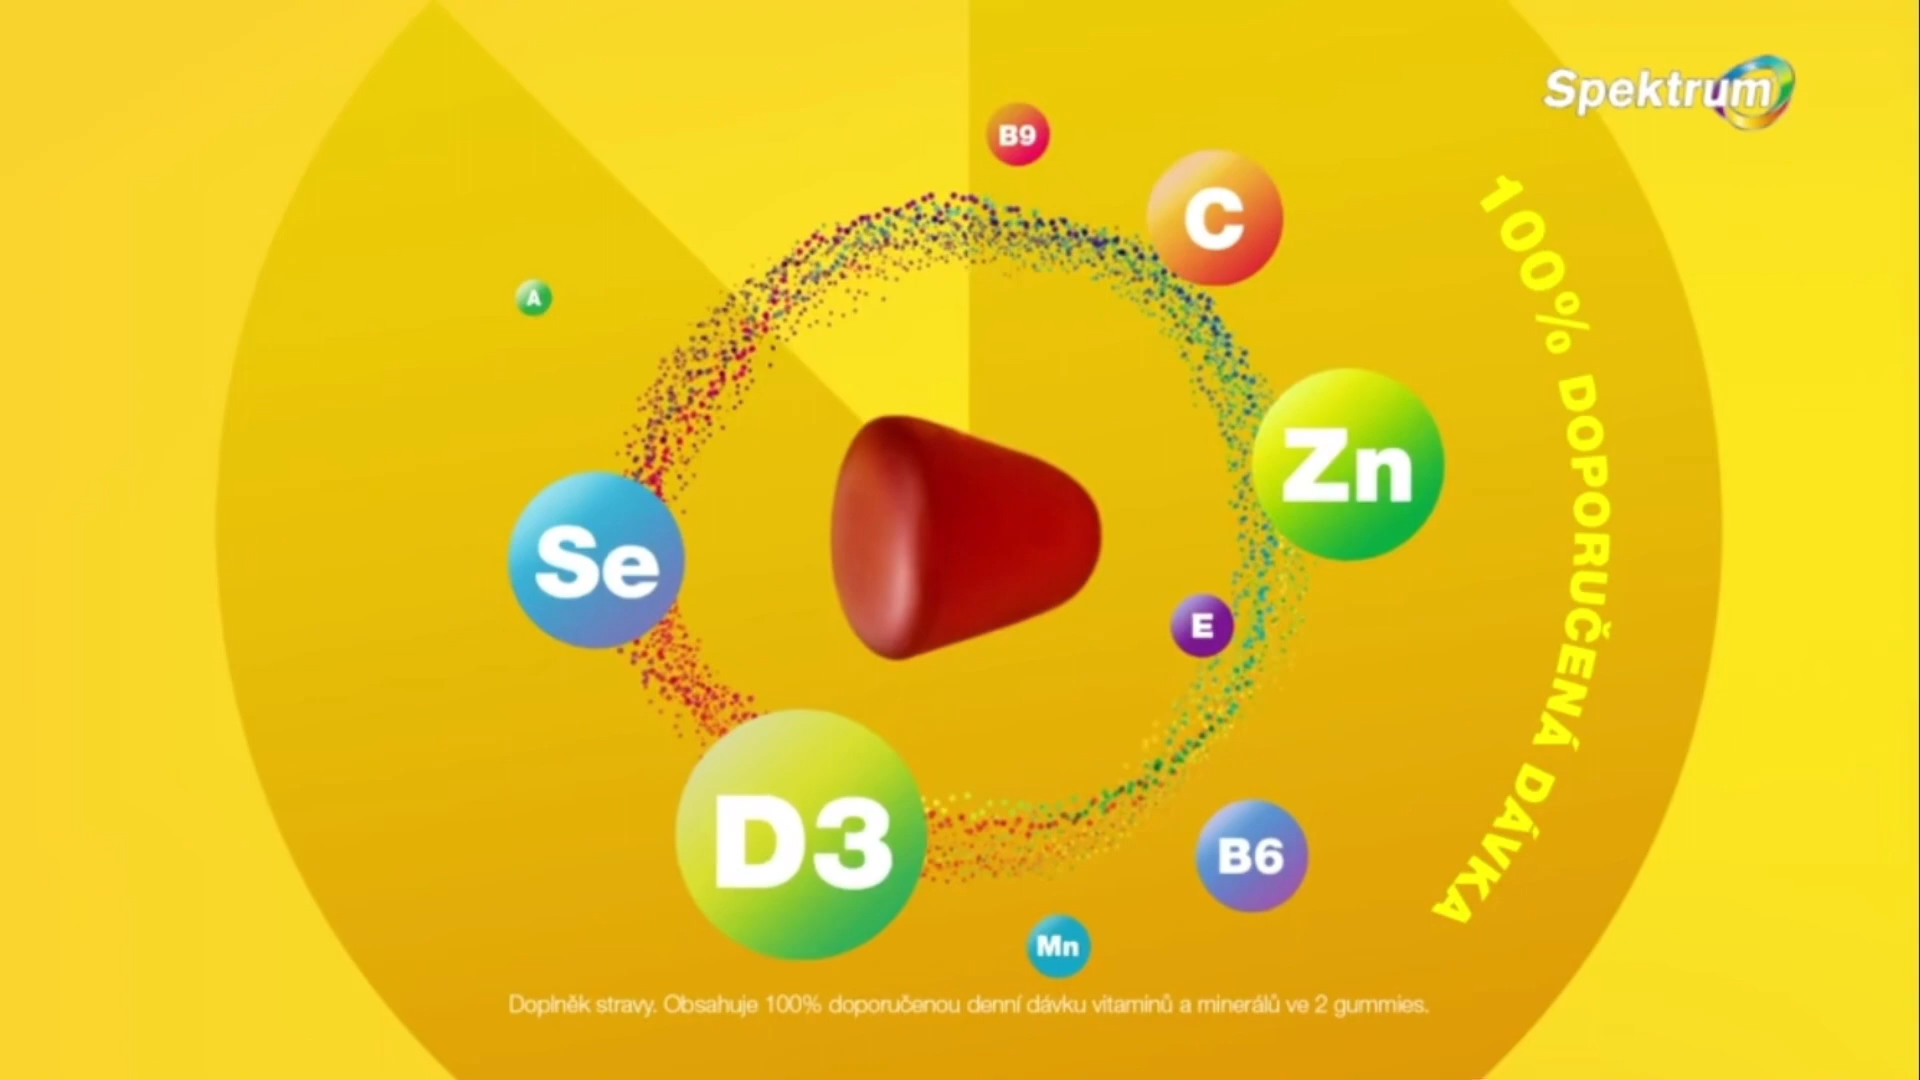 Spektrum
B9
C
A
100% DOPORUČENÁ DÁVKA
Zn
Se
E
D3
B6
Mn
Doplněk stravy. Obsahuje 100% doporučenou denní dávku vitaminů a minerálů ve 2 gummies.